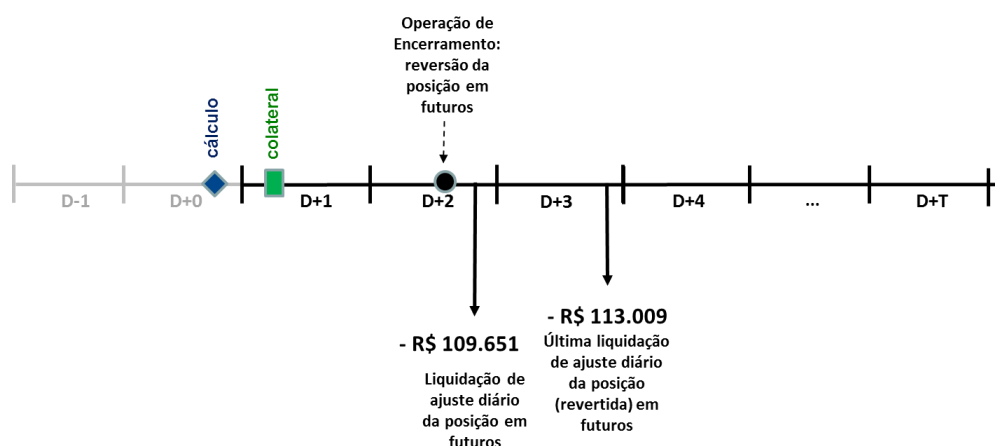 Operação de
Encerramento:
reversão da
posição em
futuros
cálculo
colateral
D-1
D+0
D+1
D+2
D+3
D+4
...
D+T
- R$ 109.651
Liquidação de
ajuste diário
da posição em
futuros
- R$ 113.009
Última liquidação
de ajuste diário
da posição
(revertida) em
futuros